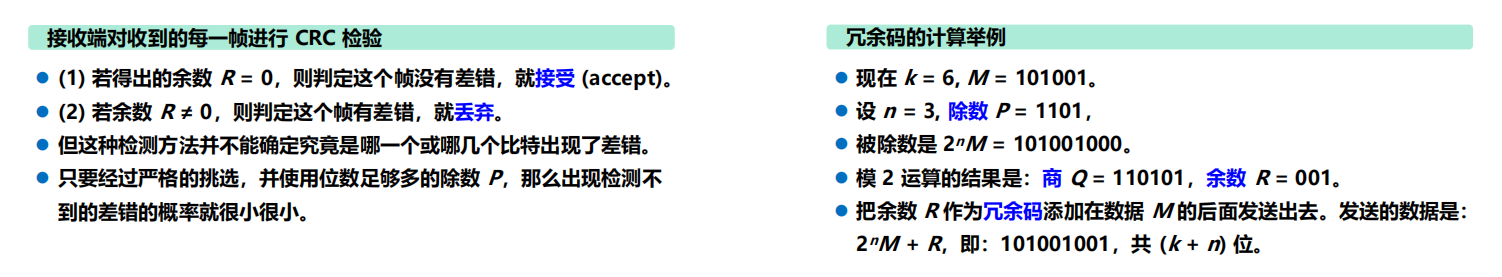 接收端对收到的每一帧进行 CRC 检验
● (1) 若得出的余数 R = 0，则判定这个帧没有差错，就接受 (accept)。
● (2) 若余数 R ≠ 0，则判定这个帧有差错，就丢弃。
● 但这种检测方法并不能确定究竟是哪一个或哪几个比特出现了差错。
● 只要经过严格的挑选，并使用位数足够多的除数 P，那么出现检测不
到的差错的概率就很小很小。
冗余码的计算举例
● 现在 k = 6, M = 101001。
● 设 n = 3, 除数 P = 1101，
● 被除数是 2ⁿM = 101001000。
● 模 2 运算的结果是：商 Q = 110101，余数 R = 001。
● 把余数 R 作为冗余码添加在数据 M 的后面发送出去。发送的数据是：
2ⁿM + R，即：101001001，共 (k + n) 位。